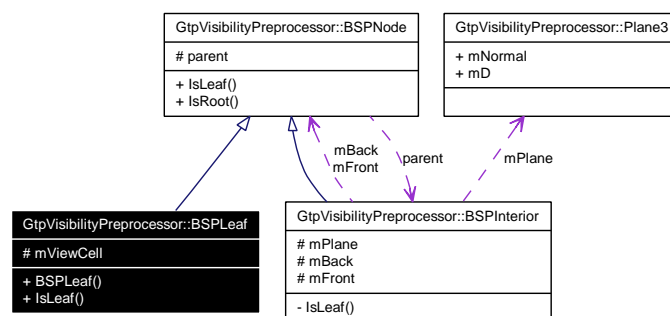 GtpVisibilityPreprocessor::BSPNode
# parent
+ IsLeaf()
+ IsRoot()
GtpVisibilityPreprocessor::Plane3
+ mNormal
+ mD
mBack
mFront
parent
mPlane
GtpVisibilityPreprocessor::BSPLeaf
# mViewCell
+ BSPLeaf()
+ IsLeaf()
GtpVisibilityPreprocessor::BSPInterior
# mPlane
# mBack
# mFront
- IsLeaf()